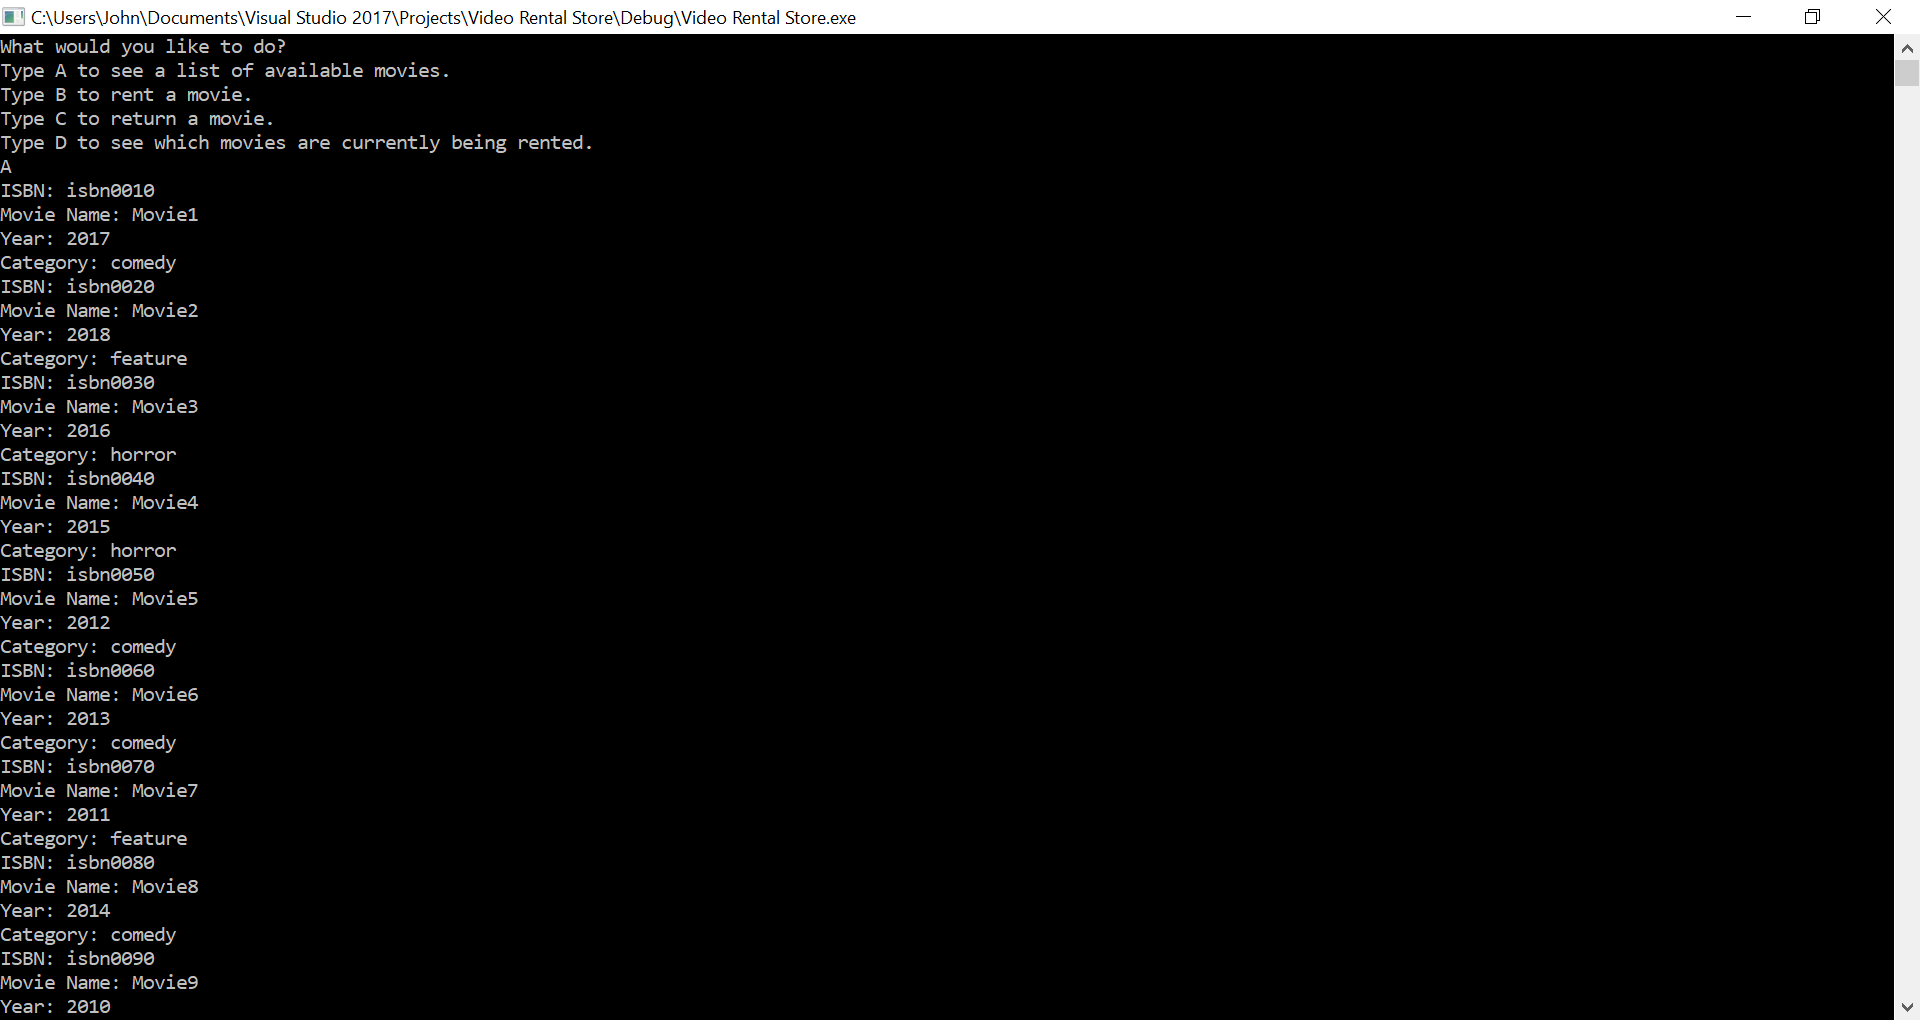 C:\Users\John\Documents\Visual Studio 2017\Projects\Video Rental Store\Debug\Video Rental Store.exe
What would you like to do?
Type A to see a list of available movies.
Type B to rent a movie.
Type C to return a movie.
Type D to see which movies are currently being rented.
A
ISBN: isbn0010
Movie Name: Movie1
Year: 2017
Category: comedy
ISBN: isbn0020
Movie Name: Movie2
Year: 2018
Category: feature
ISBN: isbn0030
Movie Name: Movie3
Year: 2016
Category: horror
ISBN: isbn0040
Movie Name: Movie4
Year: 2015
Category: horror
ISBN: isbn0050
Movie Name: Movie5
Year: 2012
Category: comedy
ISBN: isbn0060
Movie Name: Movie6
Year: 2013
Category: comedy
ISBN: isbn0070
Movie Name: Movie7
Year: 2011
Category: feature
ISBN: isbn0080
Movie Name: Movie8
Year: 2014
Category: comedy
ISBN: isbn0090
Movie Name: Movie9
Year: 2010